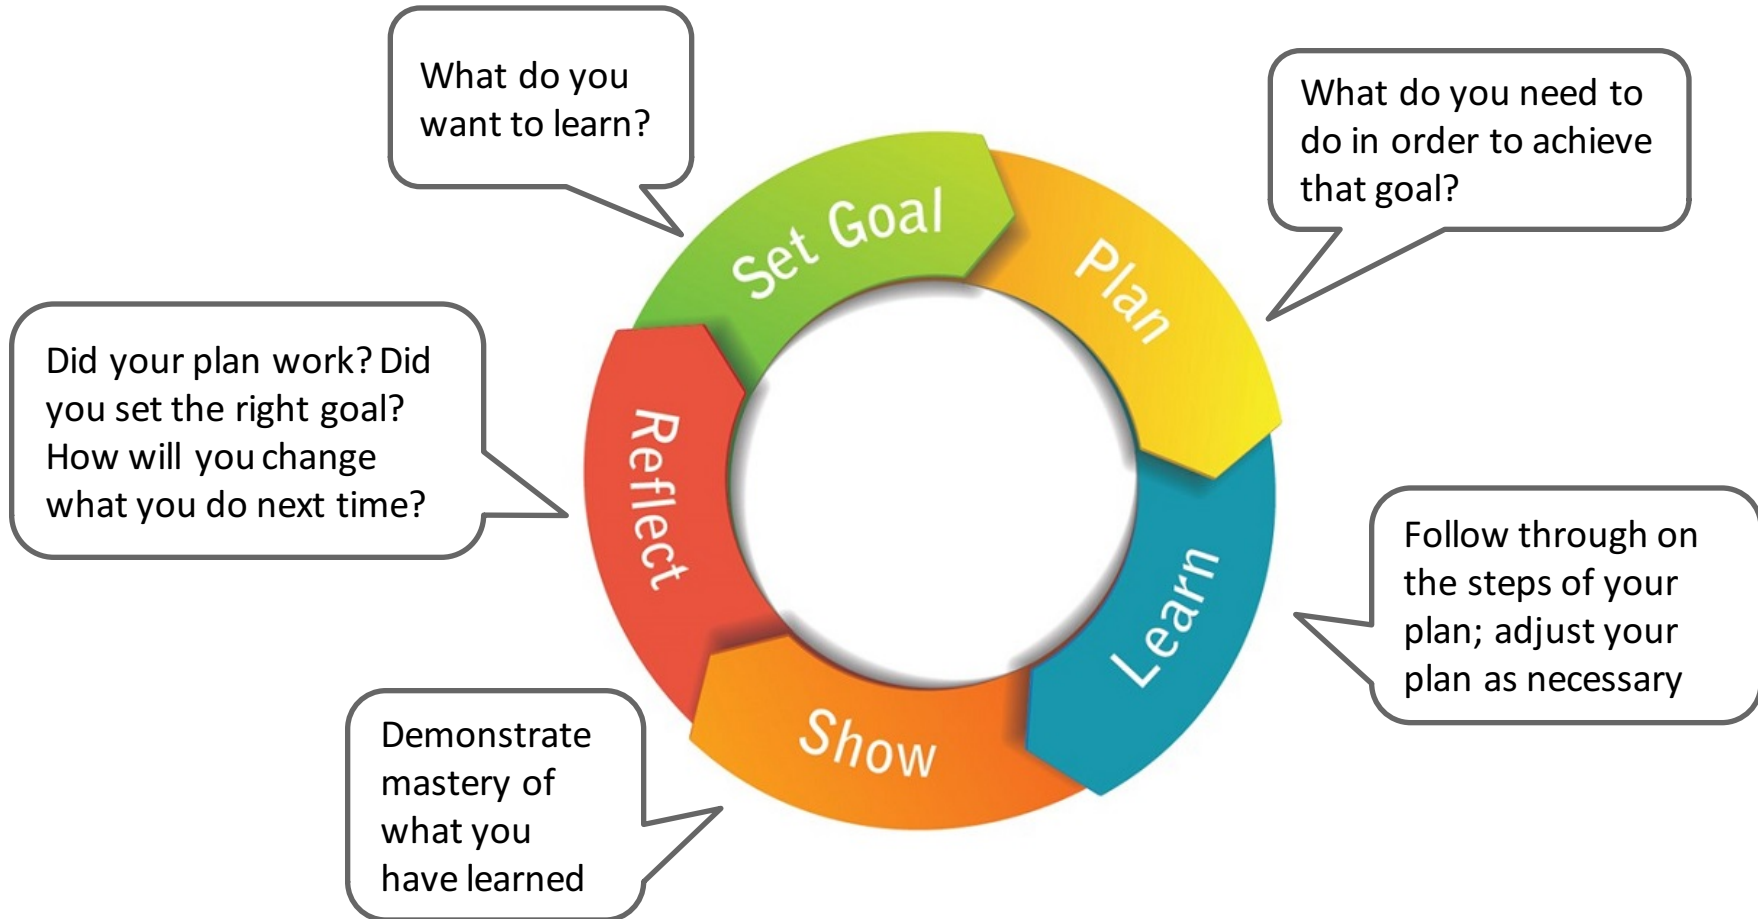 What do you
want to learn?
Set Goal
What do you need to
do in order to achieve
that goal?
Plan
Follow through on
the steps of your
plan; adjust your
plan as necessary
Learn
Demonstrate
mastery of
what you
have learned
Show
Did your plan work? Did
you set the right goal?
How will you change
what you do next time?
Reflect